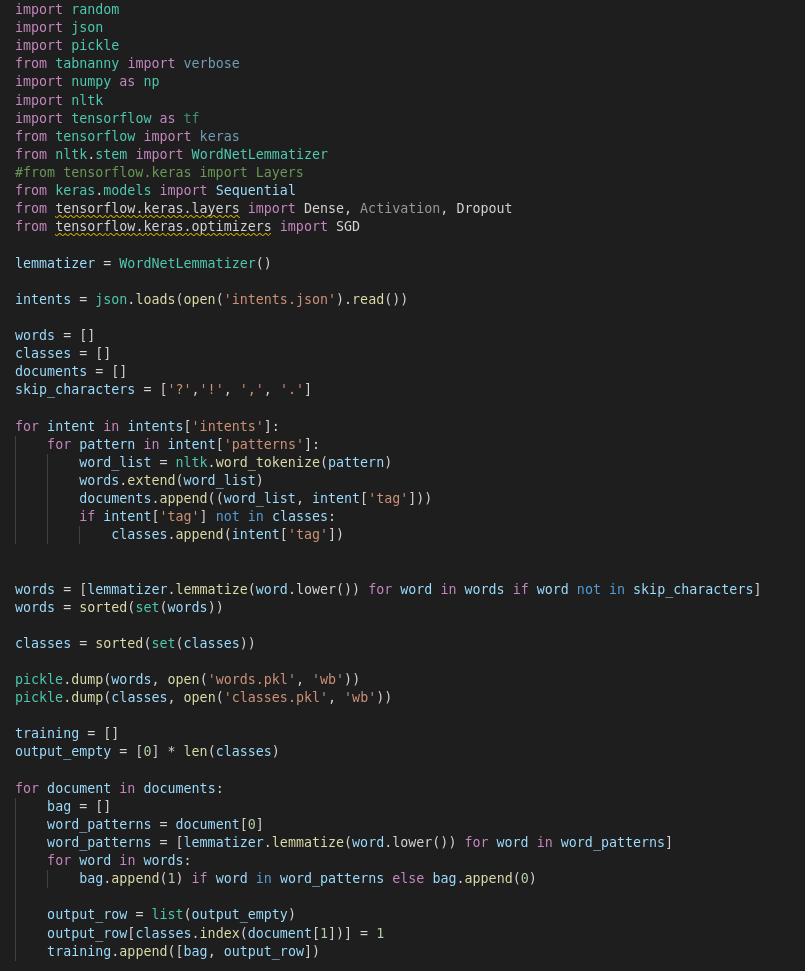 import random
import json
import pickle
from tabnanny import verbose
import numpy as np
import nltk
import tensorflow as tf
from tensorflow import keras
from nltk.stem import WordNetLemmatizer
#from tensorflow.keras import Layers
from keras.models import Sequential
from tensorflow.keras.layers import Dense, Activation, Dropout
from tensorflow.keras.optimizers import SGD

lemmatizer = WordNetLemmatizer()

intents = json.loads(open('intents.json').read())

words = []
classes = []
documents = []
skip_characters = ['?','!', ',', '.']

for intent in intents['intents']:
    for pattern in intent['patterns']:
        word_list = nltk.word_tokenize(pattern)
        words.extend(word_list)
        documents.append((word_list, intent['tag']))
        if intent['tag'] not in classes:
            classes.append(intent['tag'])


words = [lemmatizer.lemmatize(word.lower()) for word in words if word not in skip_characters]
words = sorted(set(words))

classes = sorted(set(classes))

pickle.dump(words, open('words.pkl', 'wb'))
pickle.dump(classes, open('classes.pkl', 'wb'))

training = []
output_empty = [0] * len(classes)

for document in documents:
    bag = []
    word_patterns = document[0]
    word_patterns = [lemmatizer.lemmatize(word.lower()) for word in word_patterns]
    for word in words:
        bag.append(1) if word in word_patterns else bag.append(0)

    output_row = list(output_empty)
    output_row[classes.index(document[1])] = 1
    training.append([bag, output_row])